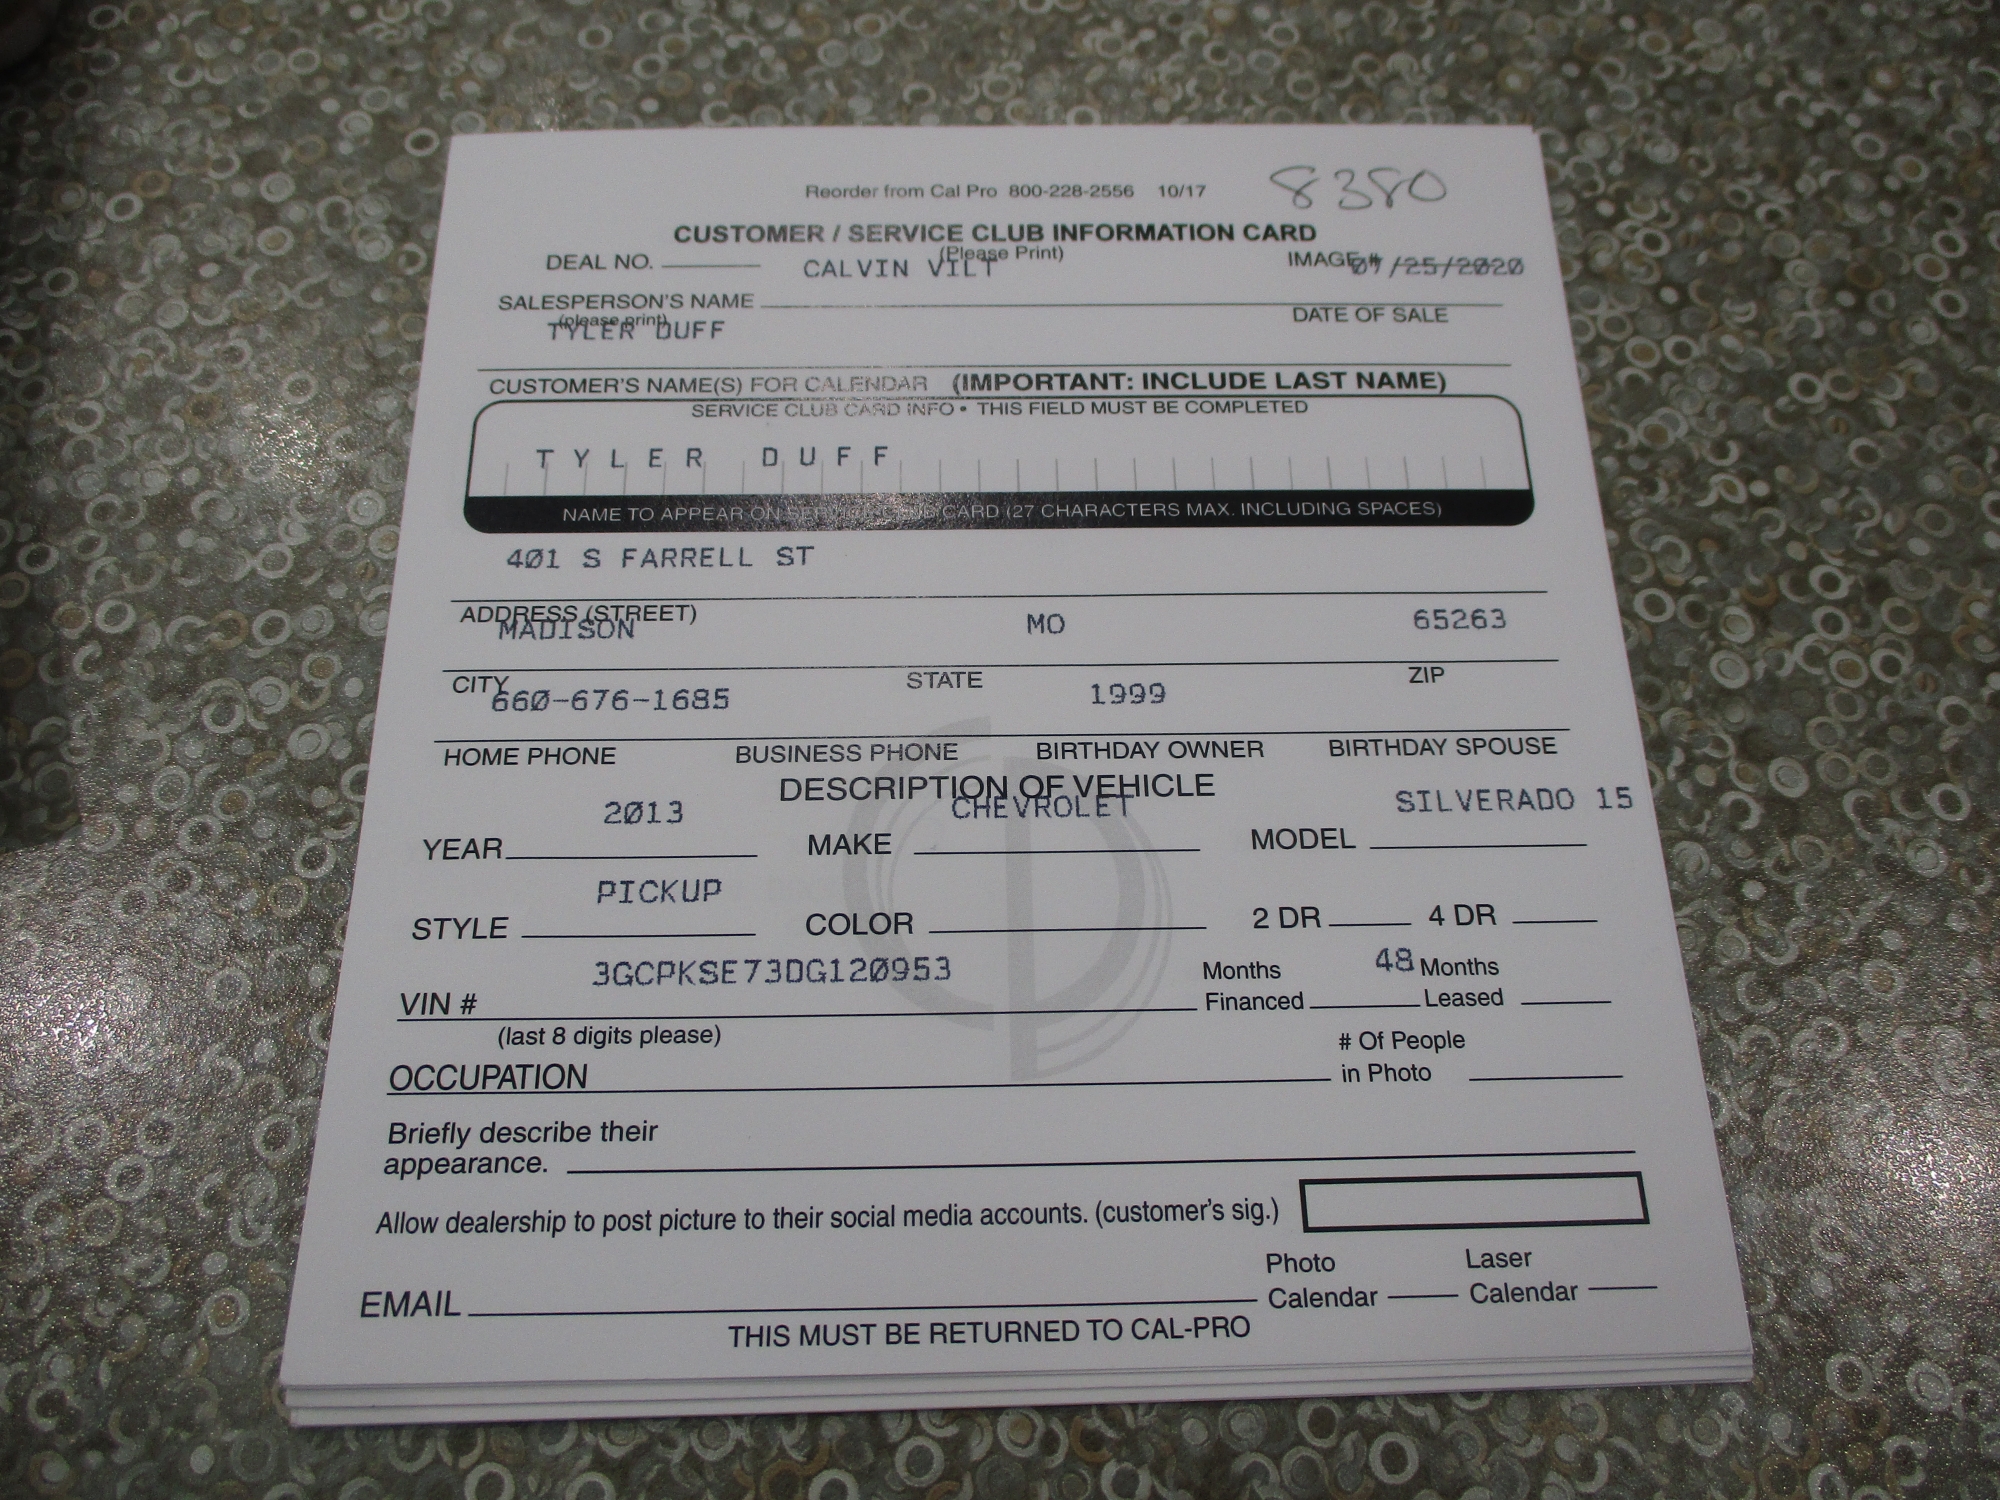 Reorder from Cal Pro 800-228-2556 10/17 8380
CUSTOMER / SERVICE CLUB INFORMATION CARD
(Please Print)
DEAL NO. CALVIN VILT IMAGE# /25/2020
SALESPERSON'S NAME DATE OF SALE
(please print)
TYLER DUFF
CUSTOMER'S NAME(S) FOR CALENDAR (IMPORTANT: INCLUDE LAST NAME)
SERVICE CLUB CARD INFO • THIS FIELD MUST BE COMPLETED
TYLER DUFF
NAME TO APPEAR ON SERVICE CLUB CARD (27 CHARACTERS MAX. INCLUDING SPACES)
401 S FARRELL ST
ADDRESS (STREET)
MADISON MO 65263
CITY STATE ZIP
660-676-1685 1999
HOME PHONE BUSINESS PHONE BIRTHDAY OWNER BIRTHDAY SPOUSE
DESCRIPTION OF VEHICLE
2013 CHEVROLET SILVERADO 15
YEAR MAKE MODEL
PICKUP
STYLE COLOR 2 DR 4 DR
3GCPKSE73DG120953 Months 48 Months
VIN # Financed Leased
(last 8 digits please) # Of People
OCCUPATION in Photo
Briefly describe their
appearance.
Allow dealership to post picture to their social media accounts. (customer's sig.)
Photo Laser
EMAIL Calendar Calendar
THIS MUST BE RETURNED TO CAL-PRO